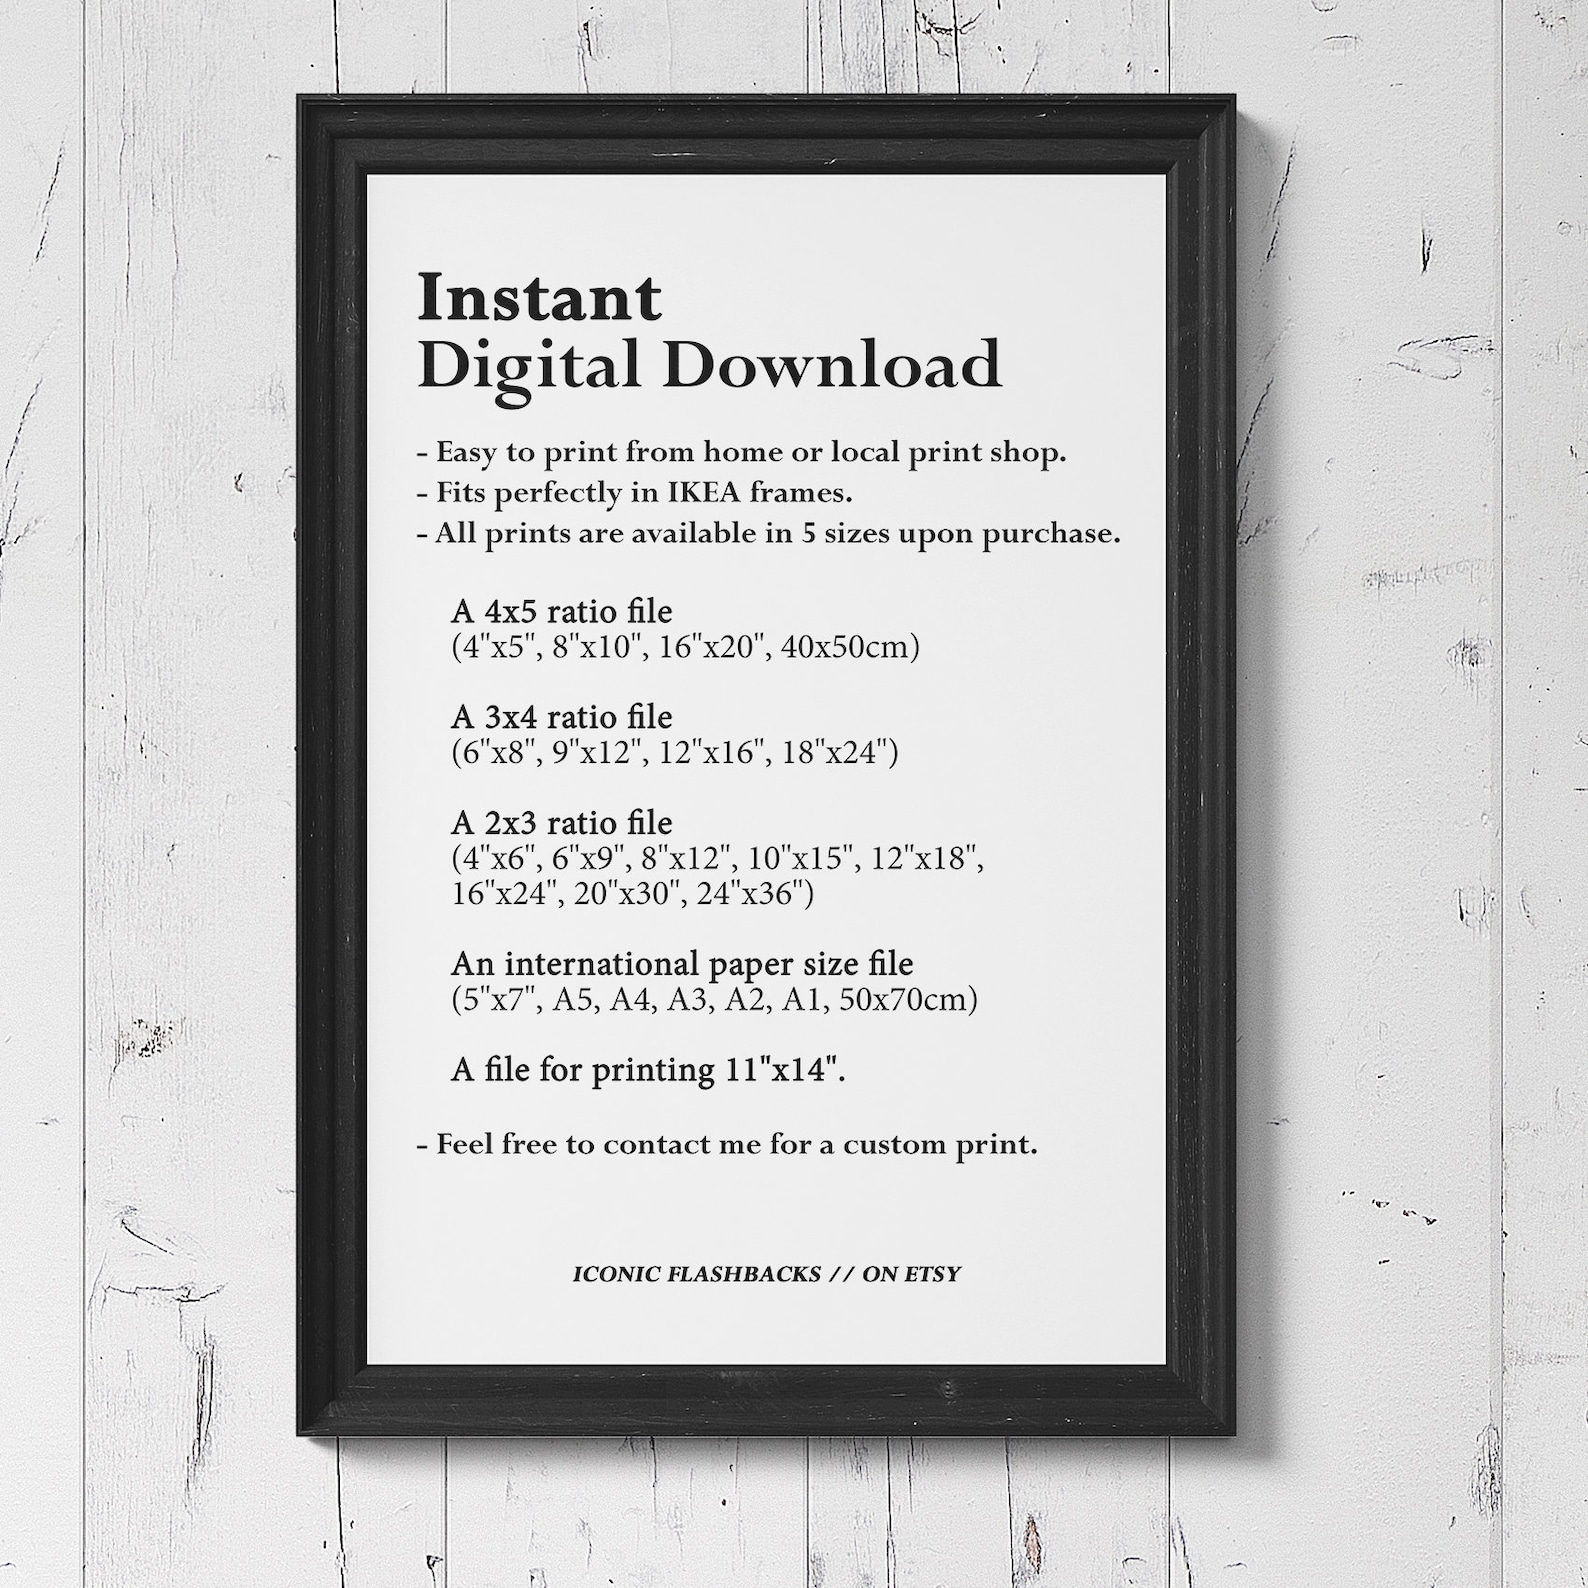 Instant
Digital Download
- Easy to print from home or local print shop.
- Fits perfectly in IKEA frames.
- All prints are available in 5 sizes upon purchase.
A 4x5 ratio file
(4"x5", 8"x10", 16"x20", 40x50cm)
A 3x4 ratio file
(6"x8", 9"x12", 12"x16", 18"x24")
A 2x3 ratio file
(4"x6", 6"x9", 8"x12", 10"x15", 12"x18",
16"x24", 20"x30", 24"x36")
An international paper size file
(5"x7", A5, A4, A3, A2, A1, 50x70cm)
A file for printing 11"x14".
- Feel free to contact me for a custom print.
ICONIC FLASHBACKS // ON ETSY